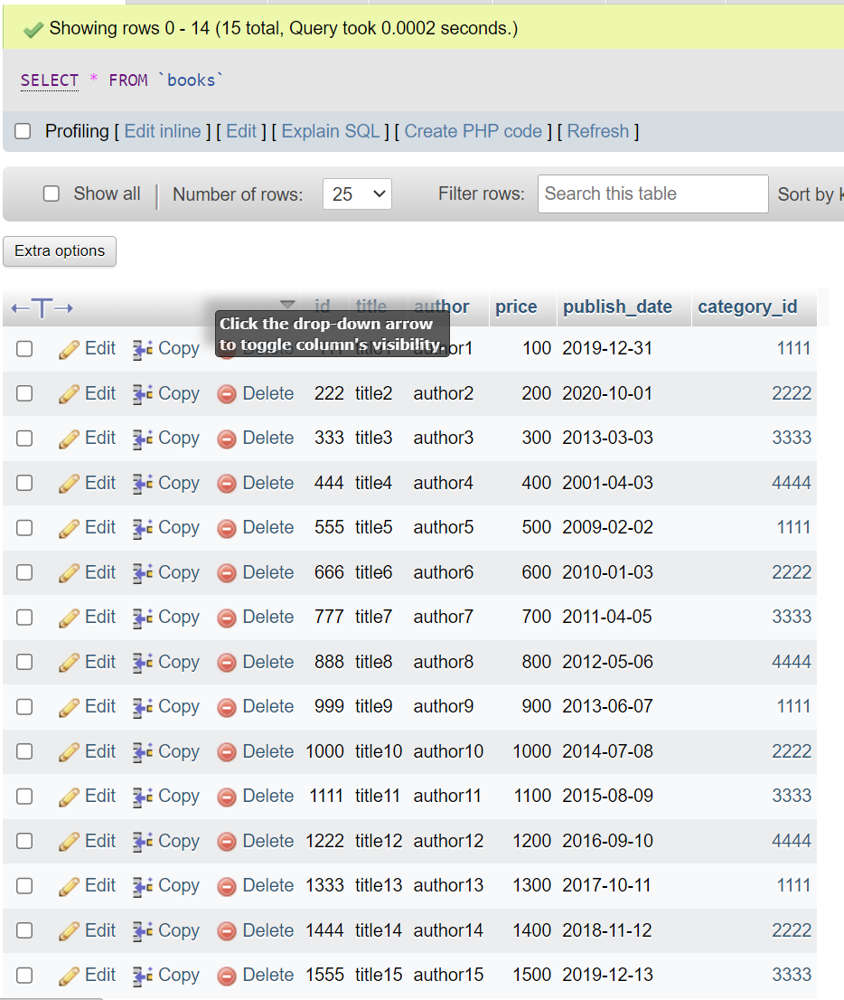 Showing rows 0 - 14 (15 total, Query took 0.0002 seconds.)
SELECT * FROM `books`
Profiling [ Edit inline ] [ Edit ] [ Explain SQL ] [ Create PHP code ] [ Refresh ]
Show all | Number of rows: 25 Filter rows: Search this table Sort by k
Extra options
←T→ id title author price publish_date category_id
Click the drop-down arrow
to toggle column's visibility.
Edit Copy author1 100 2019-12-31 1111
Edit Copy Delete 222 title2 author2 200 2020-10-01 2222
Edit Copy Delete 333 title3 author3 300 2013-03-03 3333
Edit Copy Delete 444 title4 author4 400 2001-04-03 4444
Edit Copy Delete 555 title5 author5 500 2009-02-02 1111
Edit Copy Delete 666 title6 author6 600 2010-01-03 2222
Edit Copy Delete 777 title7 author7 700 2011-04-05 3333
Edit Copy Delete 888 title8 author8 800 2012-05-06 4444
Edit Copy Delete 999 title9 author9 900 2013-06-07 1111
Edit Copy Delete 1000 title10 author10 1000 2014-07-08 2222
Edit Copy Delete 1111 title11 author11 1100 2015-08-09 3333
Edit Copy Delete 1222 title12 author12 1200 2016-09-10 4444
Edit Copy Delete 1333 title13 author13 1300 2017-10-11 1111
Edit Copy Delete 1444 title14 author14 1400 2018-11-12 2222
Edit Copy Delete 1555 title15 author15 1500 2019-12-13 3333